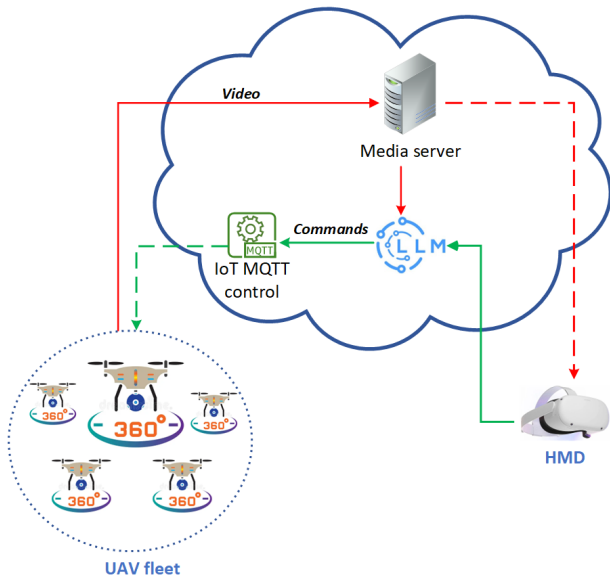 Video
Media server
Commands
LLM
MQTT
IoT MQTT
control
360°
360°
360°
360°
360°
HMD
UAV fleet